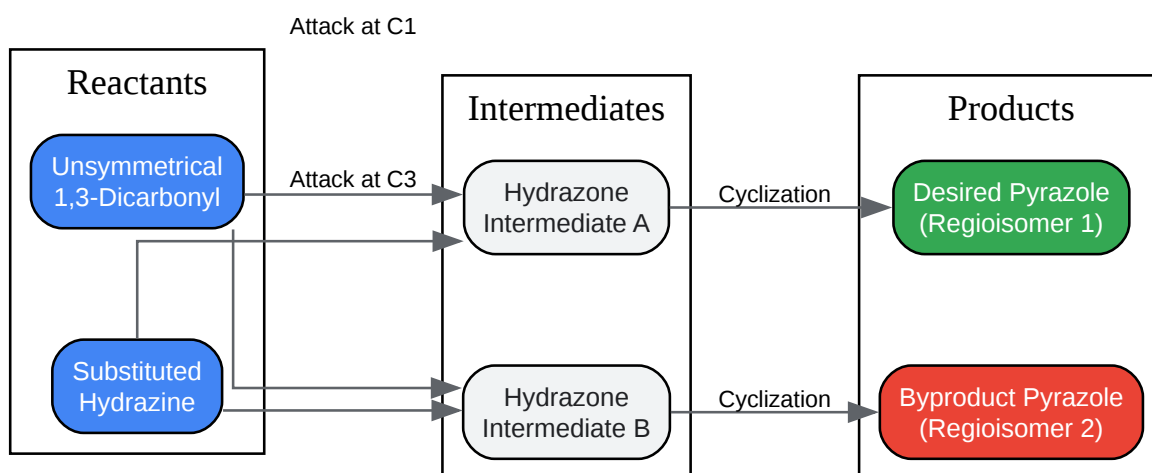 Attack at C1
Reactants
Intermediates
Products
Unsymmetrical
1,3-Dicarbonyl
Attack at C3
Hydrazone
Intermediate A
Cyclization
Desired Pyrazole
(Regioisomer 1)
Substituted
Hydrazine
Hydrazone
Intermediate B
Cyclization
Byproduct Pyrazole
(Regioisomer 2)